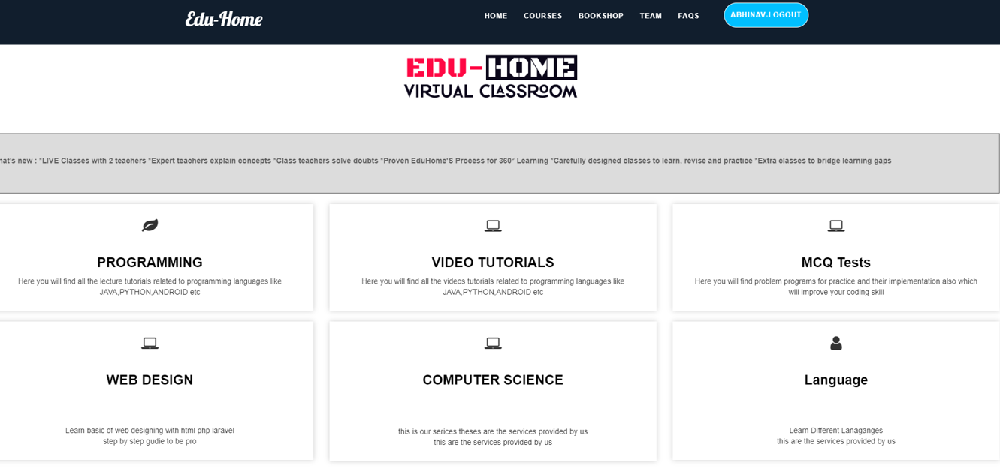 Edu-Home
HOME COURSES BOOKSHOP TEAM FAQS ABHINAV-LOGOUT
EDU-HOME
VIRTUAL CLASSROOM
hat's new : *LIVE Classes with 2 teachers *Expert teachers explain concepts *Class teachers solve doubts *Proven EduHome'S Process for 360° Learning *Carefully designed classes to learn, revise and practice *Extra classes to bridge learning gaps
PROGRAMMING
Here you will find all the lecture tutorials related to programming languages like
JAVA,PYTHON,ANDROID etc
VIDEO TUTORIALS
Here you will find all the videos tutorials related to programming languages like
JAVA,PYTHON,ANDROID etc
MCQ Tests
Here you will find problem programs for practice and their implementation also which
will improve your coding skill
WEB DESIGN
Learn basic of web designing with html php laravel
step by step gudie to be pro
COMPUTER SCIENCE
this is our serices theses are the services provided by us
this are the services provided by us
Language
Learn Different Lanaganges
this are the services provided by us